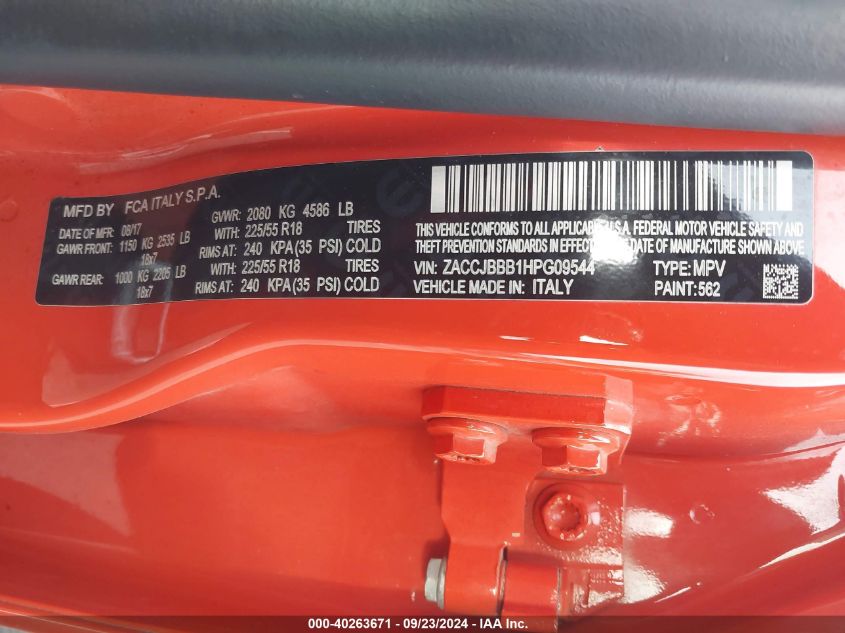 MFD BY FCA ITALY S.P.A.
DATE OF MFR: 08/17 GVWR: 2080 KG 4586 LB
GAWR FRONT: 1150 KG 2535 LB WITH: 225/55 R18 TIRES
18x7 RIMS AT: 240 KPA (35 PSI) COLD
GAWR REAR: 1000 KG 2205 LB WITH: 225/55 R18 TIRES
18x7 RIMS AT: 240 KPA (35 PSI) COLD
THIS VEHICLE CONFORMS TO ALL APPLICABLE U.S.A. FEDERAL MOTOR VEHICLE SAFETY AND
THEFT PREVENTION STANDARDS IN EFFECT ON THE DATE OF MANUFACTURE SHOWN ABOVE.
VIN: ZACCJBBB1HPG09544 TYPE: MPV
VEHICLE MADE IN: ITALY PAINT: 562
000-40263671 - 09/23/2024 - IAA Inc.